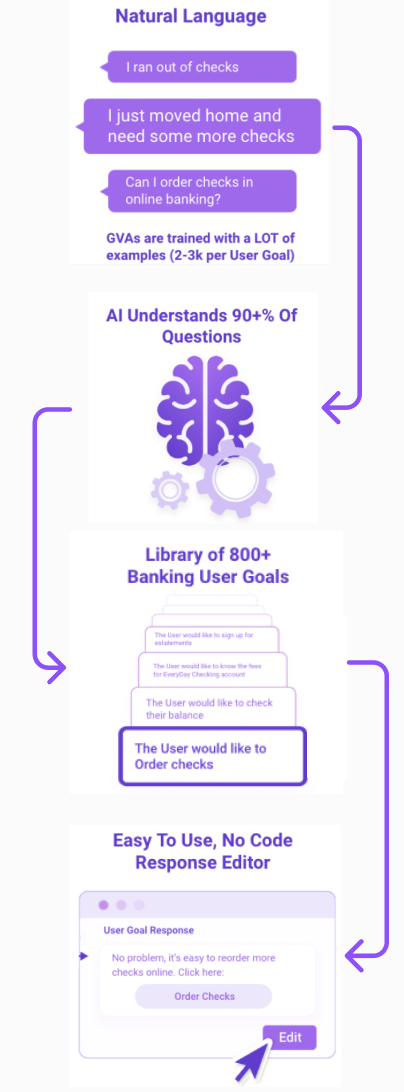 Natural Language
I ran out of checks
I just moved home and
need some more checks
Can I order checks in
online banking?
GVAs are trained with a LOT of
examples (2-3k per User Goal)
AI Understands 90+% Of
Questions
Library of 800+
Banking User Goals
The User would like to sign up for
estatements
The User would like to know the fees
for EveryDay Checking account
The User would like to check
their balance
The User would like to
Order checks
Easy To Use, No Code
Response Editor
User Goal Response
No problem, it's easy to reorder more
checks online. Click here:
Order Checks
Edit